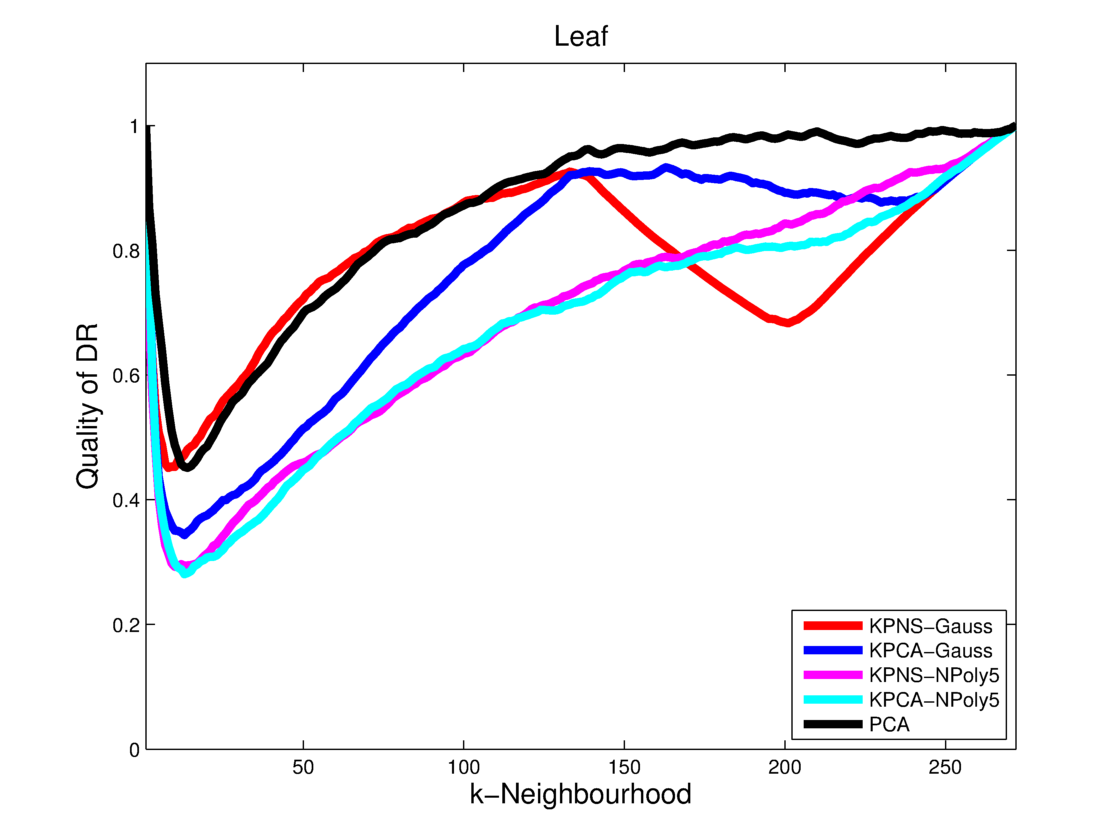 Leaf
Quality of DR
1
0.8
0.6
0.4
0.2
0
50
100
150
200
250
k−Neighbourhood
KPNS−Gauss
KPCA−Gauss
KPNS−NPoly5
KPCA−NPoly5
PCA